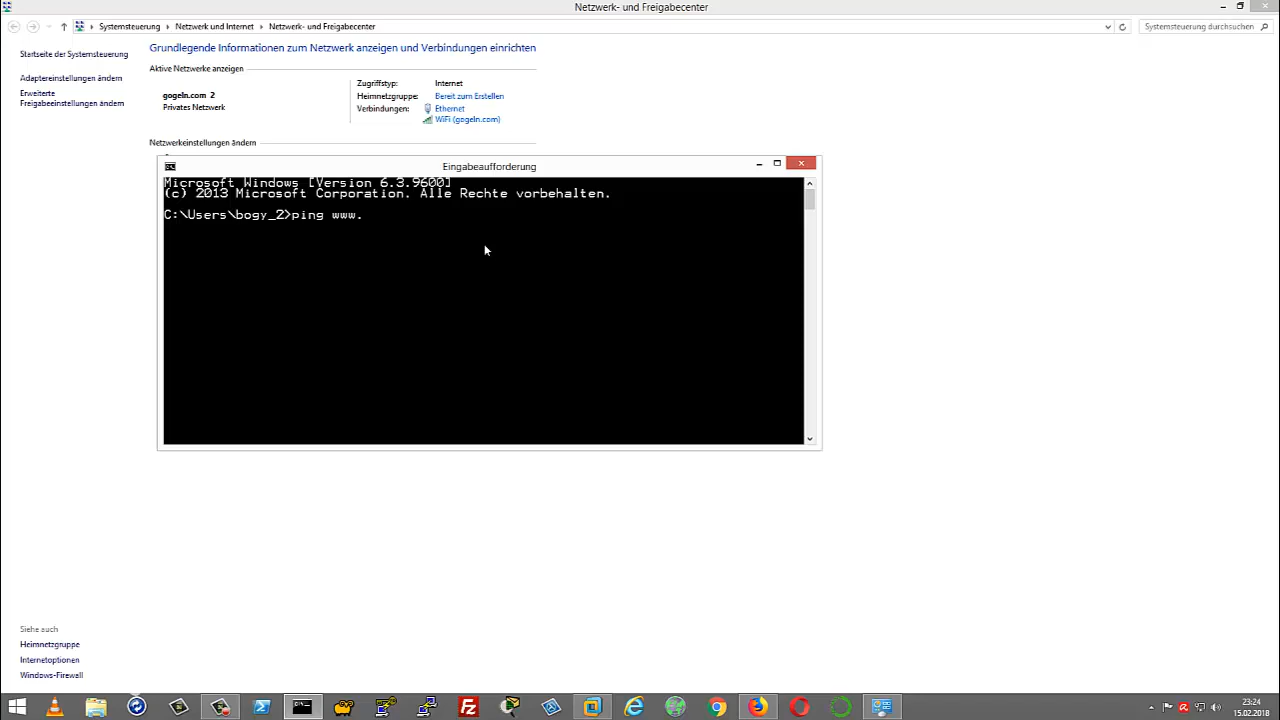 Netzwerk- und Freigabecenter
Systemsteuerung
Netzwerk und Internet
Netzwerk- und Freigabecenter
Systemsteuerung durchsuchen
Startseite der Systemsteuerung
Adaptereinstellungen ändern
Erweiterte
Freigabeeinstellungen ändern
Grundlegende Informationen zum Netzwerk anzeigen und Verbindungen einrichten
Aktive Netzwerke anzeigen
gogeln.com 2
Privates Netzwerk
Zugriffstyp: Internet
Heimnetzgruppe: Bereit zum Erstellen
Verbindungen: Ethernet
WiFi (gogeln.com)
Netzwerkeinstellungen ändern
Eingabeaufforderung
Microsoft Windows [Version 6.3.9600]
(c) 2013 Microsoft Corporation. Alle Rechte vorbehalten.
C:\Users\bogy_2>ping www.
Siehe auch
Heimnetzgruppe
Internetoptionen
Windows-Firewall
23:24
15.02.2018